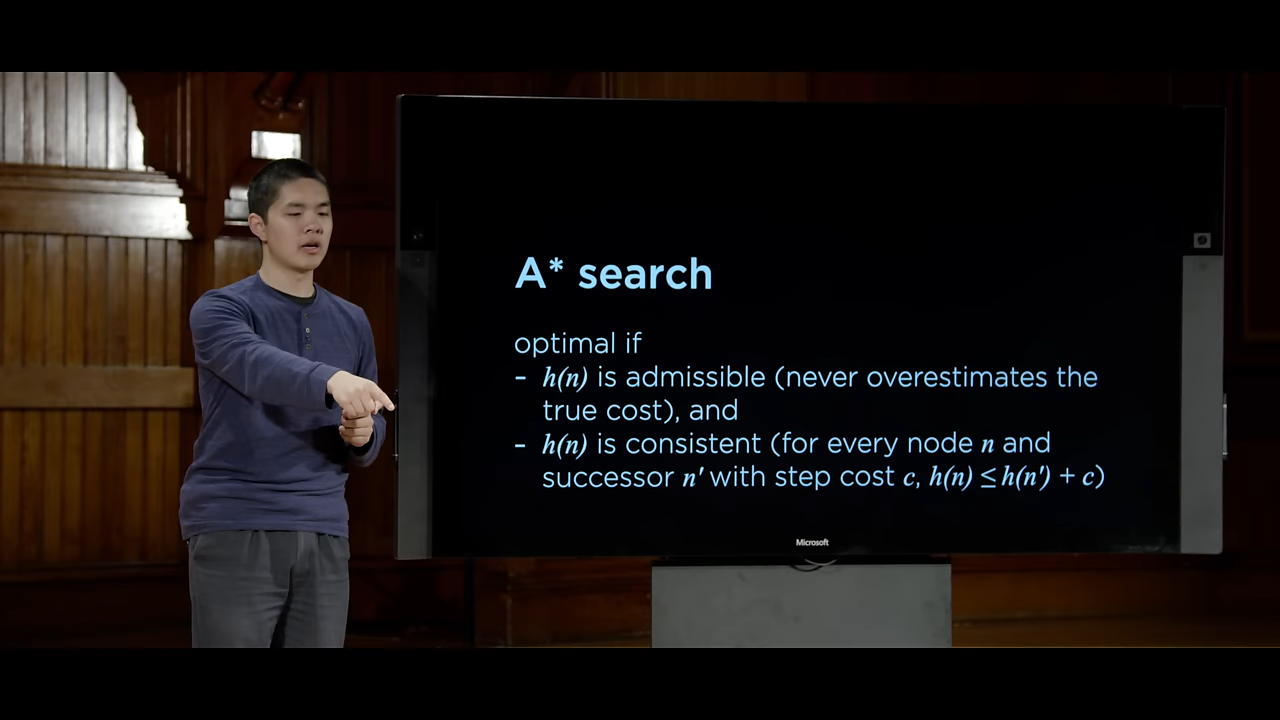 A* search
optimal if
- h(n) is admissible (never overestimates the
true cost), and
- h(n) is consistent (for every node n and
successor n' with step cost c, h(n) ≤ h(n') + c)
Microsoft